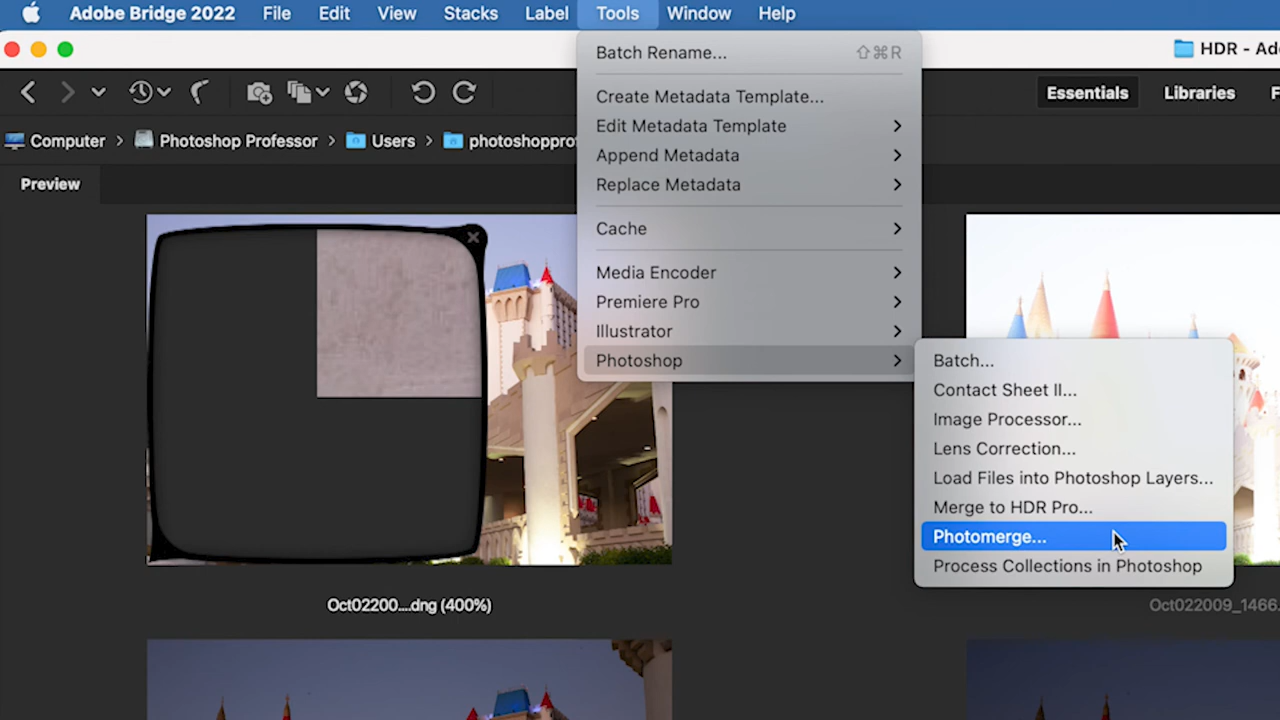 Adobe Bridge 2022 File Edit View Stacks Label Tools Window Help
HDR - Ad
Essentials Libraries F
Computer Photoshop Professor Users photoshopprof
Preview
Batch Rename... ⇧⌘R
Create Metadata Template...
Edit Metadata Template
Append Metadata
Replace Metadata
Cache
Media Encoder
Premiere Pro
Illustrator
Photoshop
Batch...
Contact Sheet II...
Image Processor...
Lens Correction...
Load Files into Photoshop Layers...
Merge to HDR Pro...
Photomerge...
Process Collections in Photoshop
Oct02200....dng (400%)
Oct022009_1466.